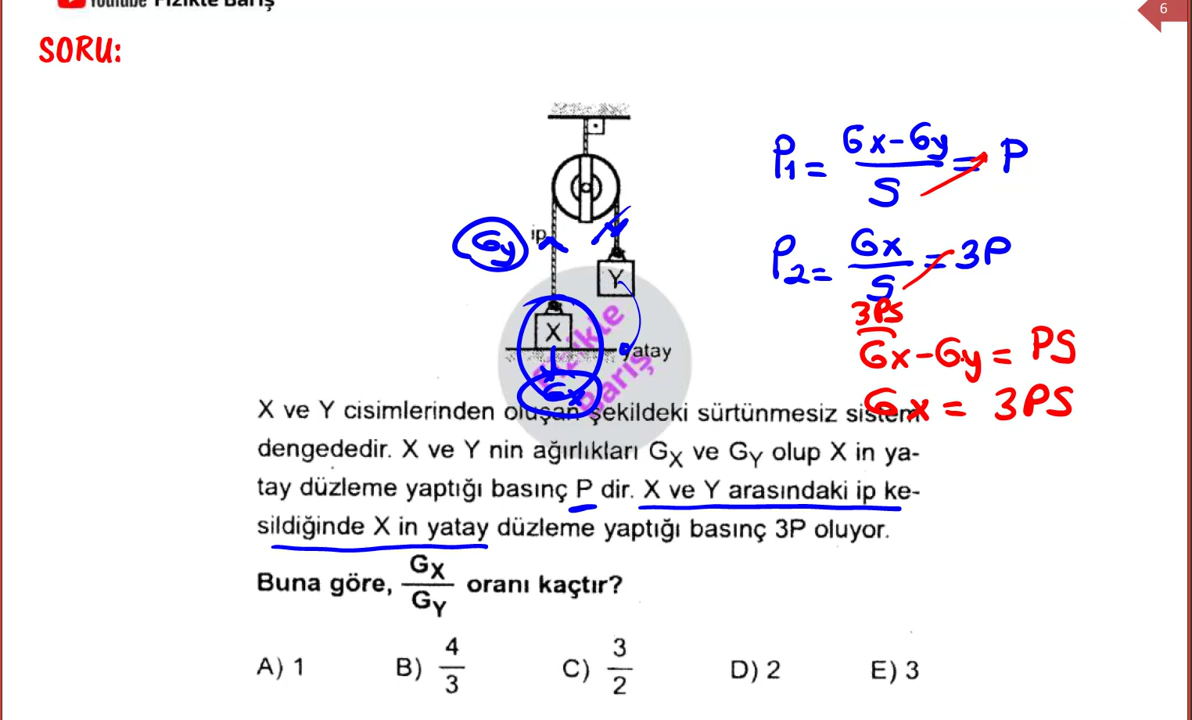 YouTube Fizikte Barış
6
SORU:
P1 = Gx-Gy / S = P
Gy
ip
P2 = Gx / S = 3P
Y
X
3PS
yatay
Gx-Gy = PS
Gx
Fizikte Barış
Gx = 3PS
X ve Y cisimlerinden oluşan şekildeki sürtünmesiz sistem
dengededir. X ve Y nin ağırlıkları GX ve GY olup X in ya-
tay düzleme yaptığı basınç P dir. X ve Y arasındaki ip ke-
sildiğinde X in yatay düzleme yaptığı basınç 3P oluyor.
Buna göre, GX / GY oranı kaçtır?
A) 1 B) 4/3 C) 3/2 D) 2 E) 3